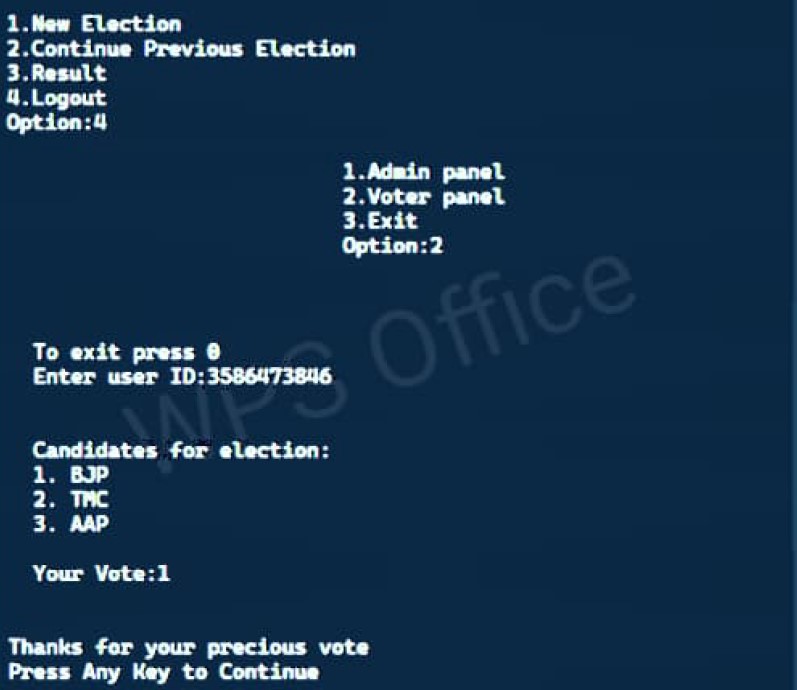 1.New Election
2.Continue Previous Election
3.Result
4.Logout
Option:4
1.Admin panel
2.Voter panel
3.Exit
Option:2
To exit press 0
Enter user ID:3586473846
Candidates for election:
1. BJP
2. TMC
3. AAP
Your Vote:1
Thanks for your precious vote
Press Any Key to Continue
WPS Office